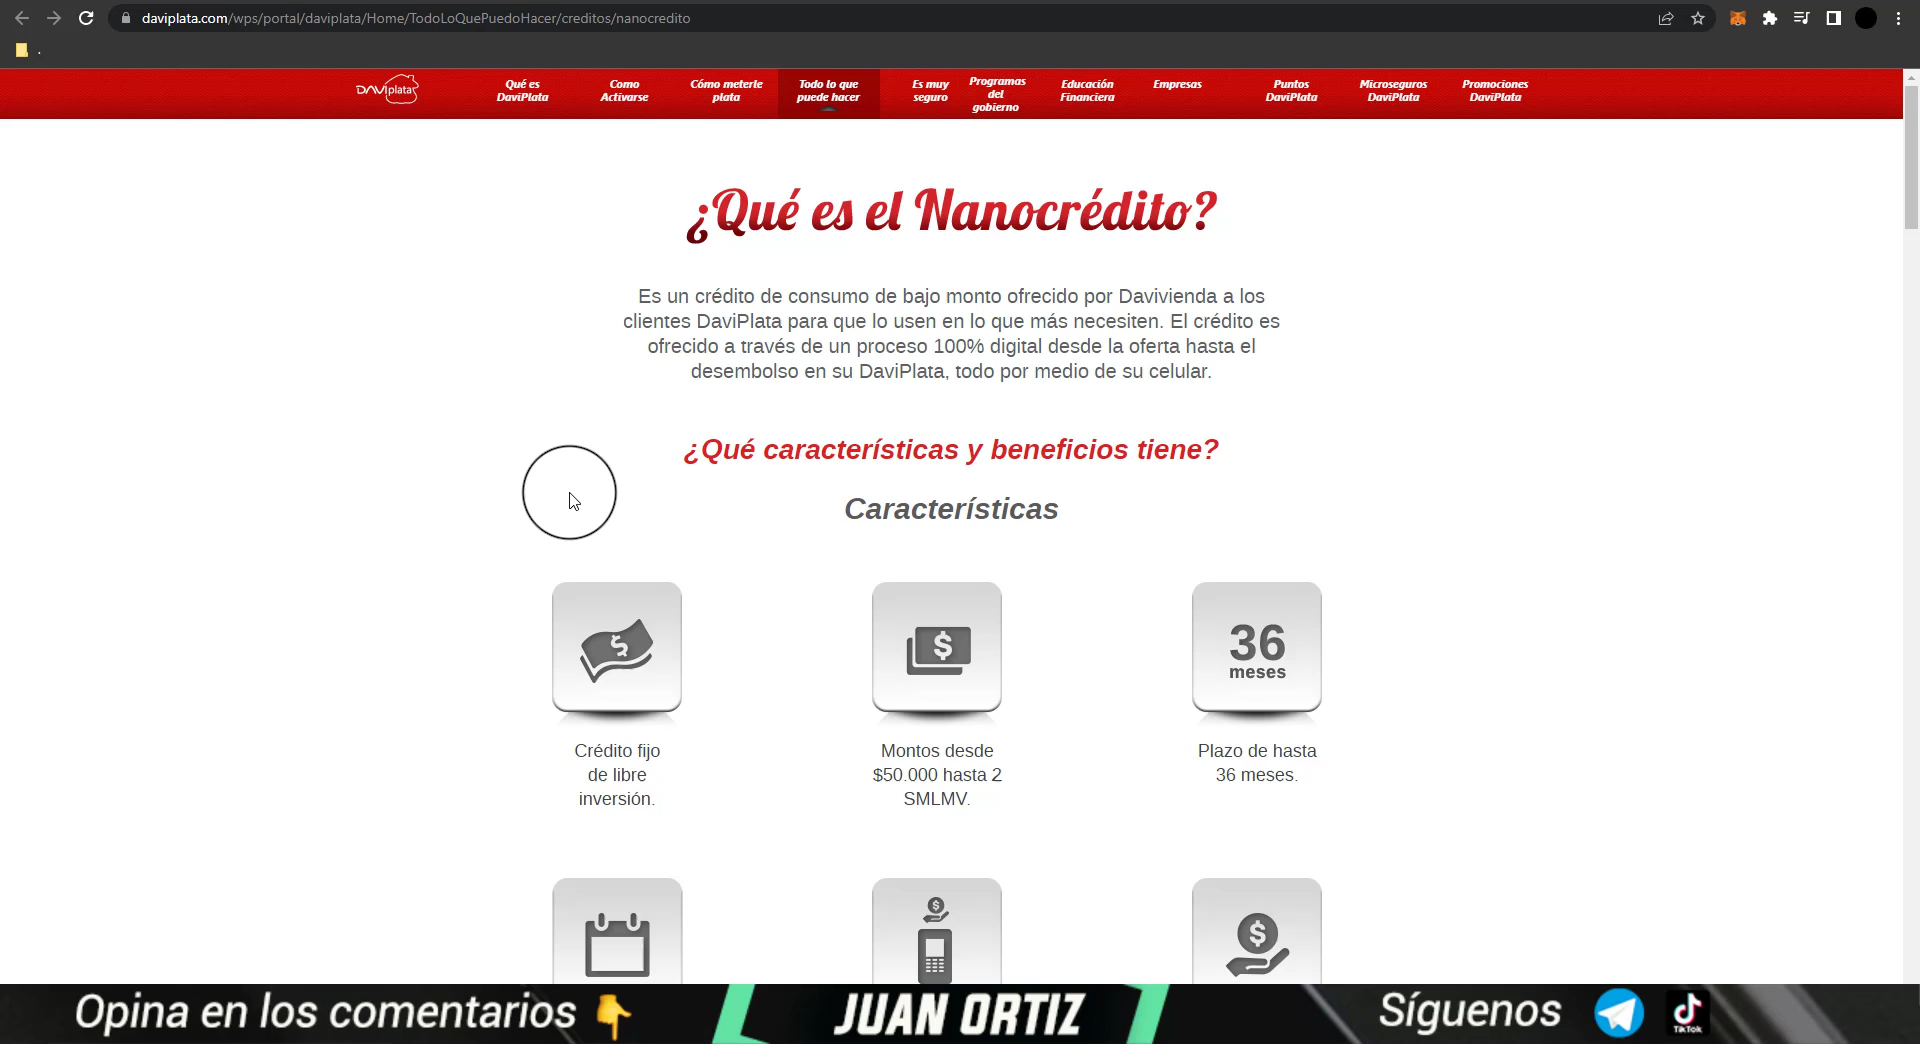 daviplata.com/wps/portal/daviplata/Home/TodoLoQuePuedoHacer/creditos/nanocredito
.
DAVIplata
Qué es
DaviPlata
Como
Activarse
Cómo meterle
plata
Todo lo que
puede hacer
Es muy
seguro
Programas
del
gobierno
Educación
Financiera
Empresas
Puntos
DaviPlata
Microseguros
DaviPlata
Promociones
DaviPlata
¿Qué es el Nanocrédito?
Es un crédito de consumo de bajo monto ofrecido por Davivienda a los
clientes DaviPlata para que lo usen en lo que más necesiten. El crédito es
ofrecido a través de un proceso 100% digital desde la oferta hasta el
desembolso en su DaviPlata, todo por medio de su celular.
¿Qué características y beneficios tiene?
Características
$
$
36
meses
Crédito fijo
de libre
inversión.
Montos desde
$50.000 hasta 2
SMLMV.
Plazo de hasta
36 meses.
$
$
Opina en los comentarios
JUAN ORTIZ
Síguenos
TikTok